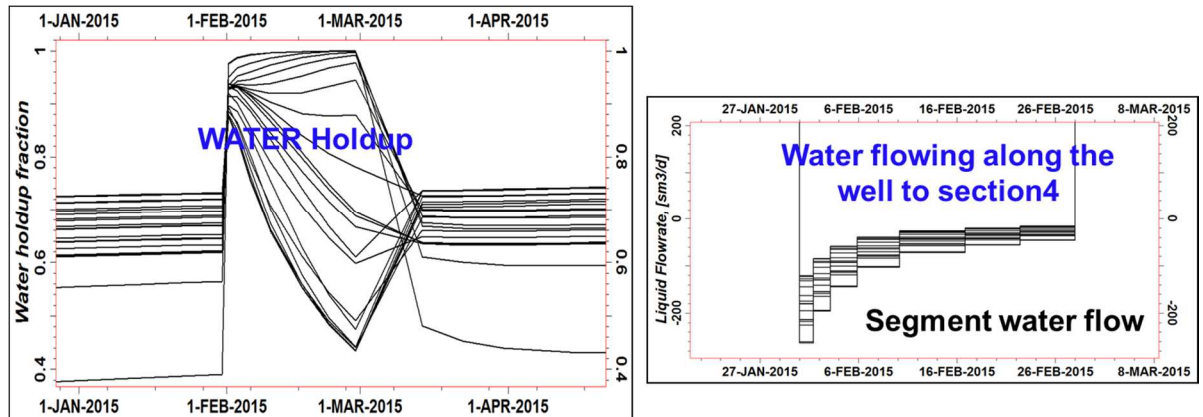 1-JAN-2015 1-FEB-2015 1-MAR-2015 1-APR-2015
1 1
0.8 0.8
0.6 0.6
0.4 0.4
Water holdup fraction
WATER Holdup
1-JAN-2015 1-FEB-2015 1-MAR-2015 1-APR-2015
27-JAN-2015 6-FEB-2015 16-FEB-2015 26-FEB-2015 8-MAR-2015
200 200
0 0
-200 -200
Liquid Flowrate, [sm3/d]
Water flowing along the
well to section4
Segment water flow
27-JAN-2015 6-FEB-2015 16-FEB-2015 26-FEB-2015 8-MAR-2015